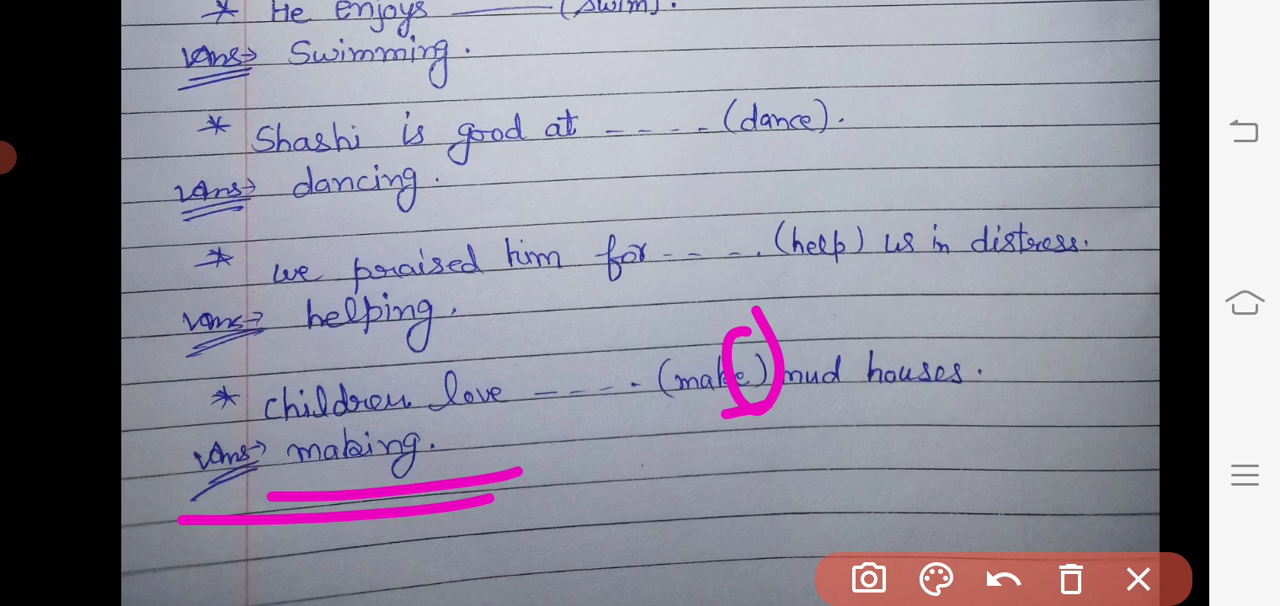 * He enjoys ——— (swim).
Ans→ Swimming.
* Shashi is good at - - - - (dance).
Ans→ dancing.
* we praised him for - - - . (help) us in distress.
Ans→ helping.
* children love - - - - (make) mud houses.
Ans→ making.